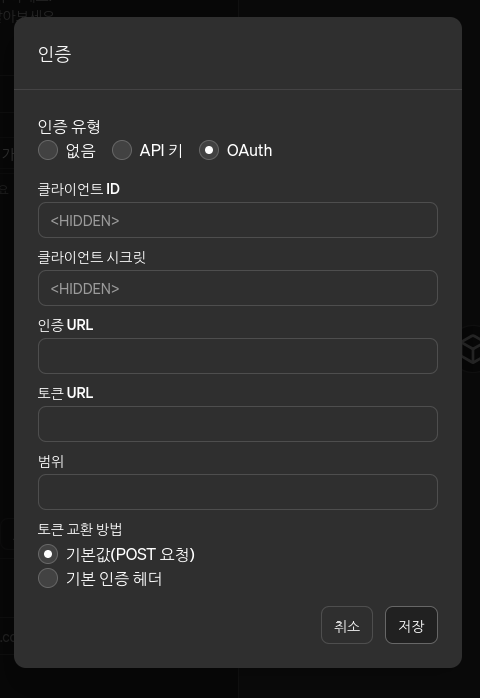 인증
인증 유형
없음 API 키 OAuth
클라이언트 ID
<HIDDEN>
클라이언트 시크릿
<HIDDEN>
인증 URL
토큰 URL
범위
토큰 교환 방법
기본값(POST 요청)
기본 인증 헤더
취소 저장